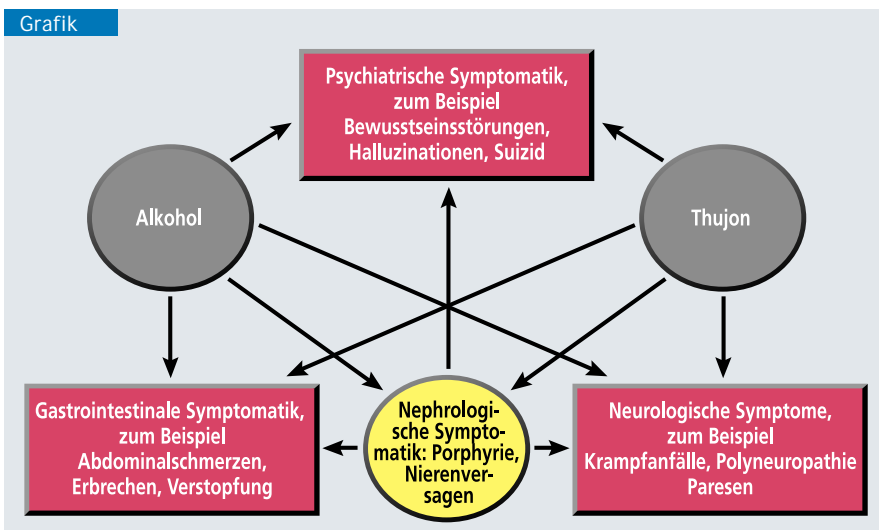 Grafik
Psychiatrische Symptomatik,
zum Beispiel
Bewusstseinsstörungen,
Halluzinationen, Suizid
Alkohol
Thujon
Gastrointestinale Symptomatik,
zum Beispiel
Abdominalschmerzen,
Erbrechen, Verstopfung
Nephrologi-
sche Sympto-
matik: Porphyrie,
Nierenver-
sagen
Neurologische Symptome,
zum Beispiel
Krampfanfälle, Polyneuropathie
Paresen